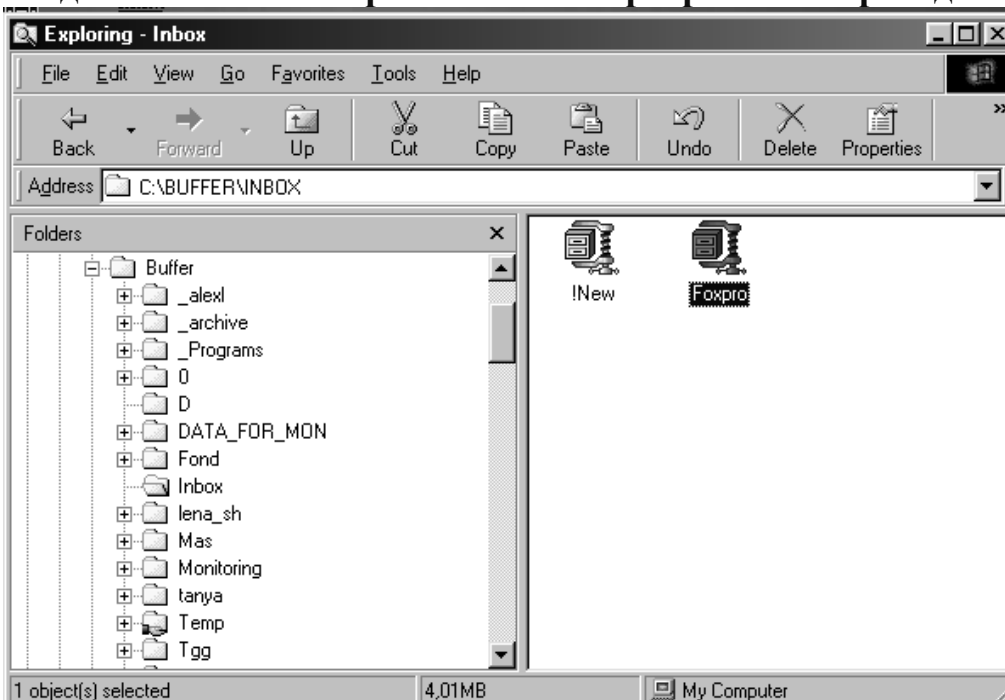 Exploring - Inbox
File Edit View Go Favorites Tools Help
Back Forward Up Cut Copy Paste Undo Delete Properties »
Address C:\BUFFER\INBOX
Folders
Buffer
_alexl
_archive
_Programs
0
D
DATA_FOR_MON
Fond
Inbox
lena_sh
Mas
Monitoring
tanya
Temp
Tgg
!New
Foxpro
1 object(s) selected 4,01MB My Computer